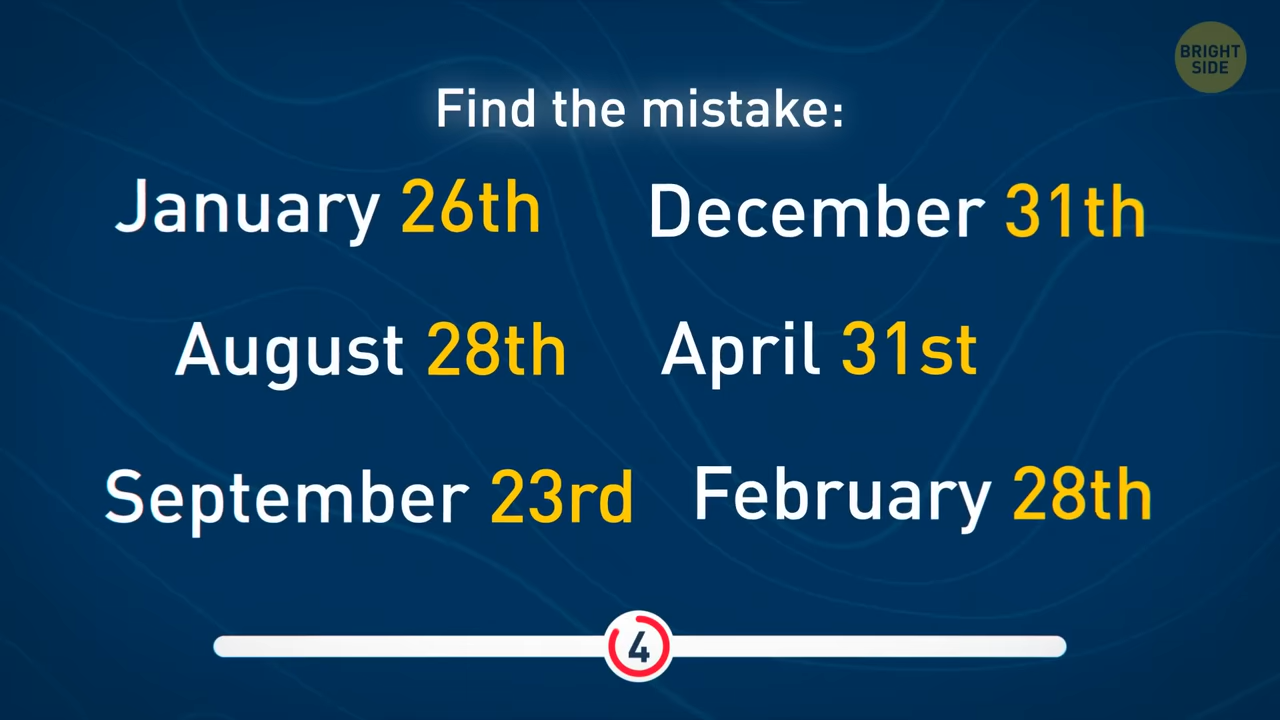 BRIGHT
SIDE
Find the mistake:
January 26th
December 31th
August 28th
April 31st
September 23rd
February 28th
4